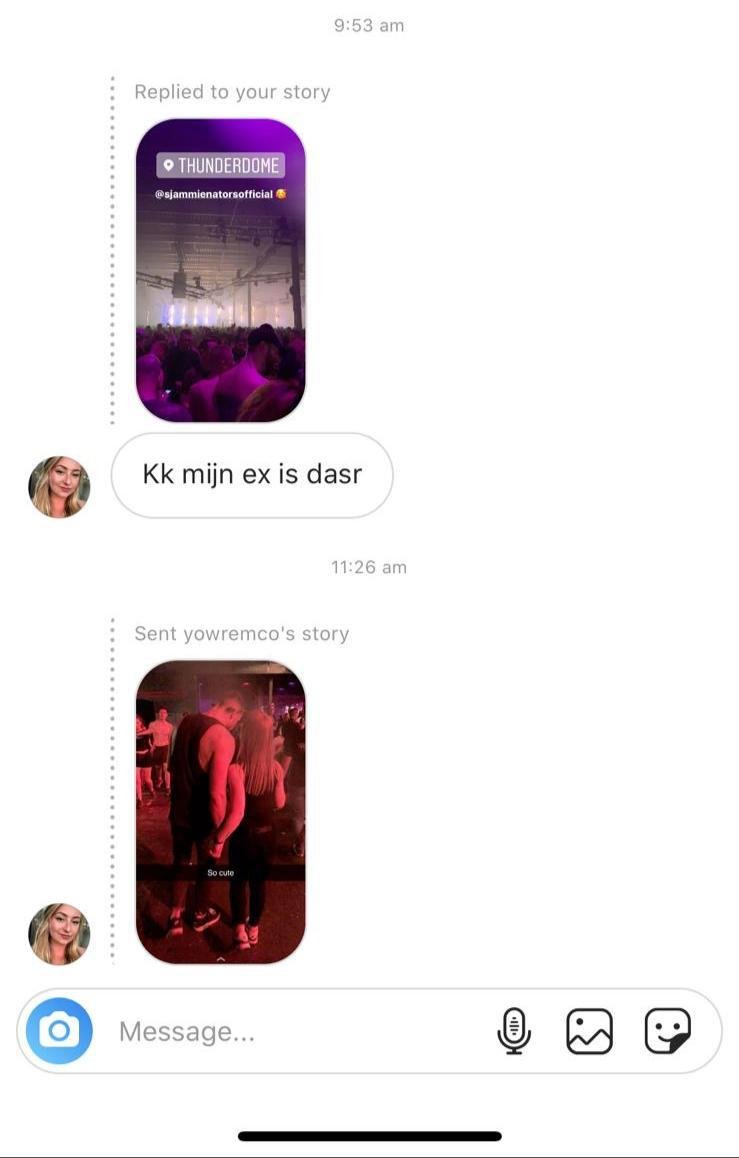 9:53 am
Replied to your story
THUNDERDOME
@sjammienatorsofficial 🥰
Kk mijn ex is dasr
11:26 am
Sent yowremco's story
So cute
Message...